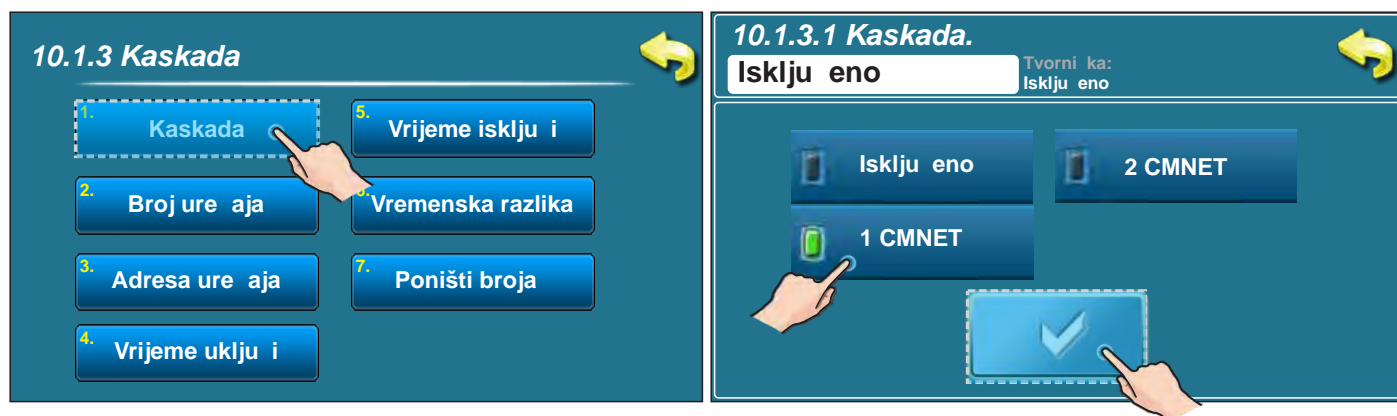 10.1.3 Kaskada
1. Kaskada
2. Broj ure aja
3. Adresa ure aja
4. Vrijeme uklju i
5. Vrijeme isklju i
6. Vremenska razlika
7. Poništi broja
10.1.3.1 Kaskada.
Isklju eno
Tvorni ka:
Isklju eno
Isklju eno
2 CMNET
1 CMNET